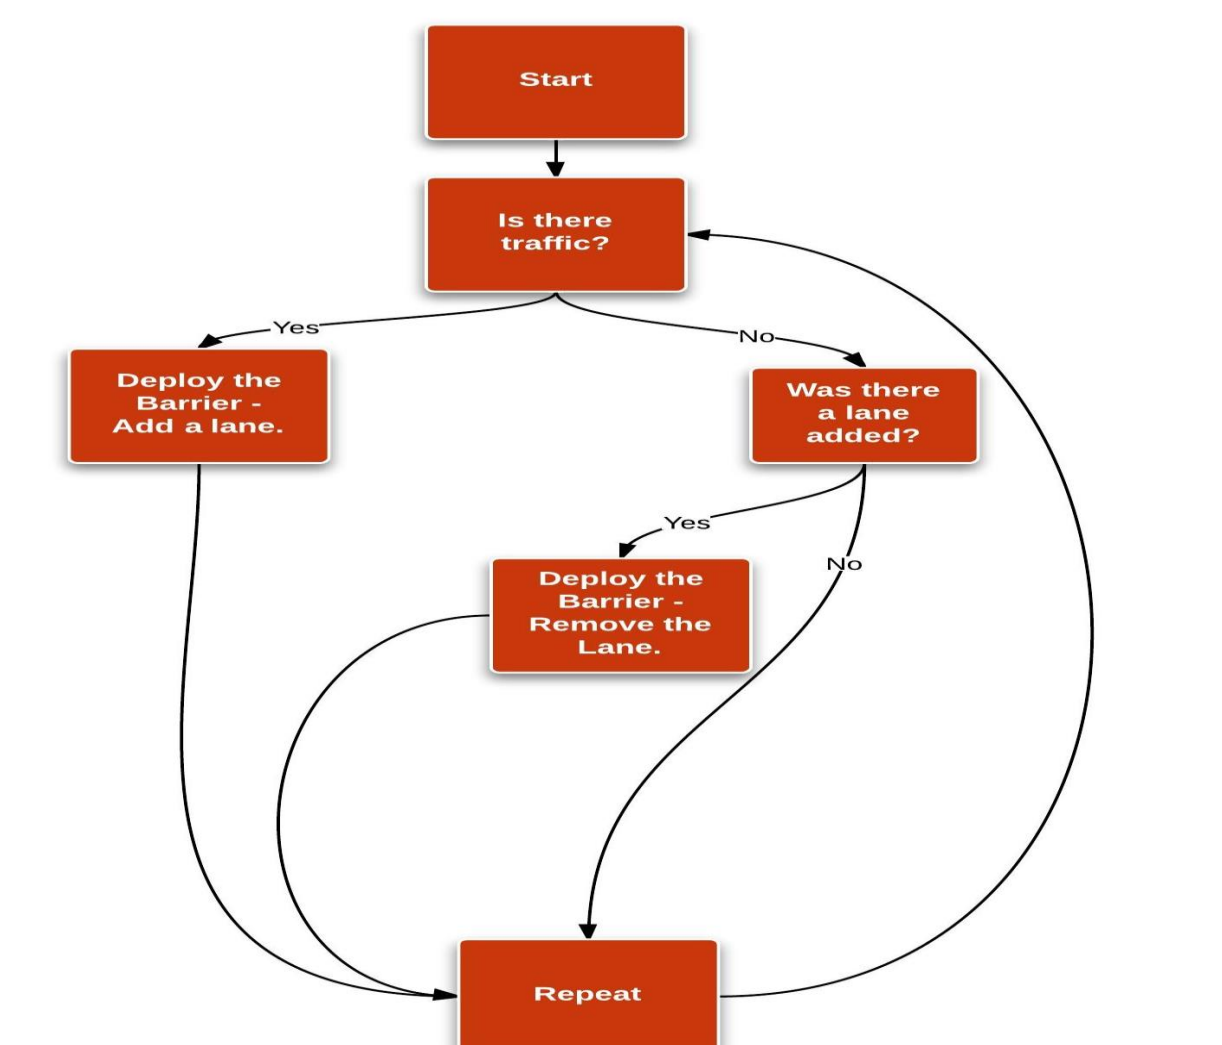 Start
Is there
traffic?
Yes
No
Deploy the
Barrier -
Add a lane.
Was there
a lane
added?
Yes
No
Deploy the
Barrier -
Remove the
Lane.
Repeat